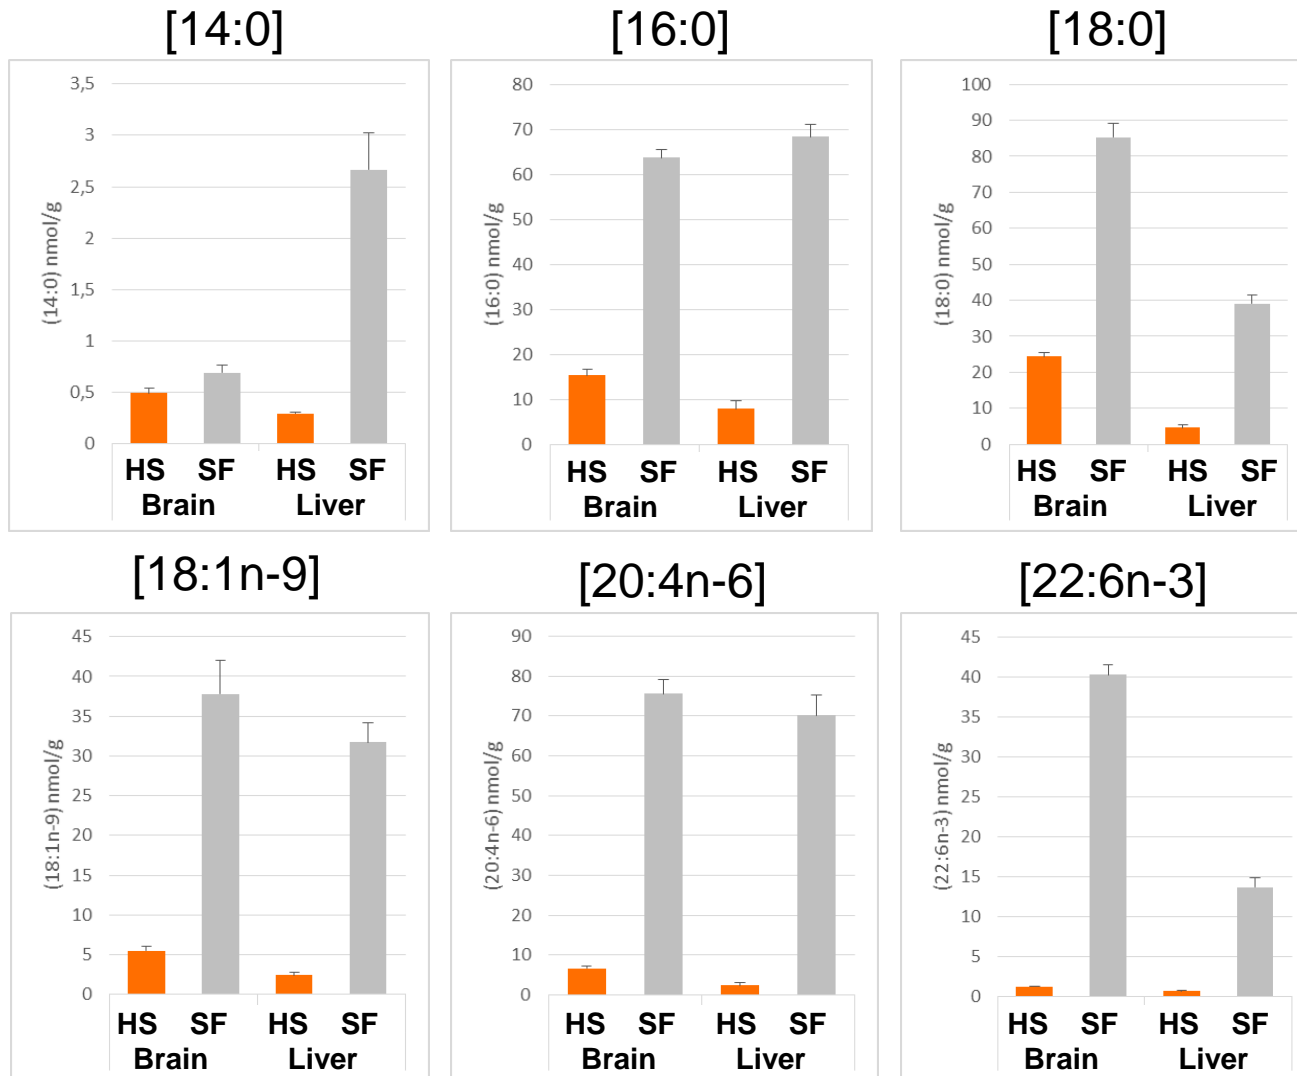 [14:0]
(14:0) nmol/g
3,5
3
2,5
2
1,5
1
0,5
0
HS SF HS SF
Brain Liver
[16:0]
(16:0) nmol/g
80
70
60
50
40
30
20
10
0
HS SF HS SF
Brain Liver
[18:0]
(18:0) nmol/g
100
90
80
70
60
50
40
30
20
10
0
HS SF HS SF
Brain Liver
[18:1n-9]
(18:1n-9) nmol/g
45
40
35
30
25
20
15
10
5
0
HS SF HS SF
Brain Liver
[20:4n-6]
(20:4n-6) nmol/g
90
80
70
60
50
40
30
20
10
0
HS SF HS SF
Brain Liver
[22:6n-3]
(22:6n-3) nmol/g
45
40
35
30
25
20
15
10
5
0
HS SF HS SF
Brain Liver